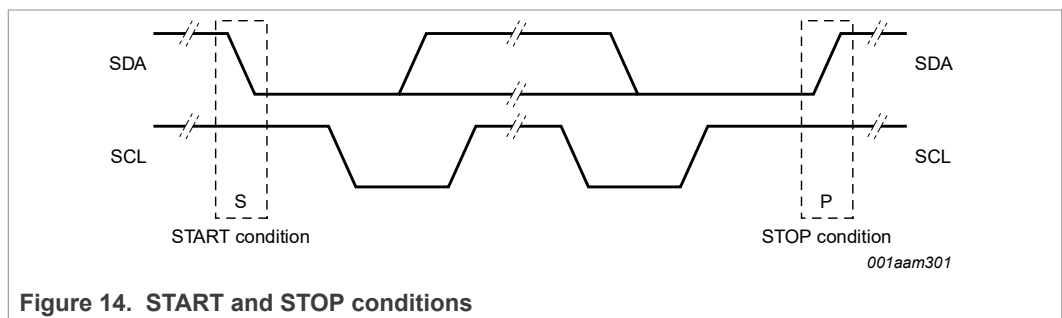 SDA
SDA
SCL
SCL
S
P
START condition
STOP condition
001aam301
Figure 14. START and STOP conditions